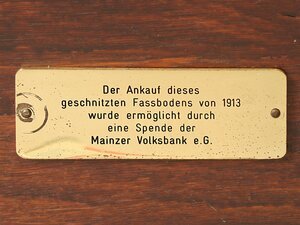 Der Ankauf dieses
geschnitzten Fassbodens von 1913
wurde ermöglicht durch
eine Spende der
Mainzer Volksbank e.G.